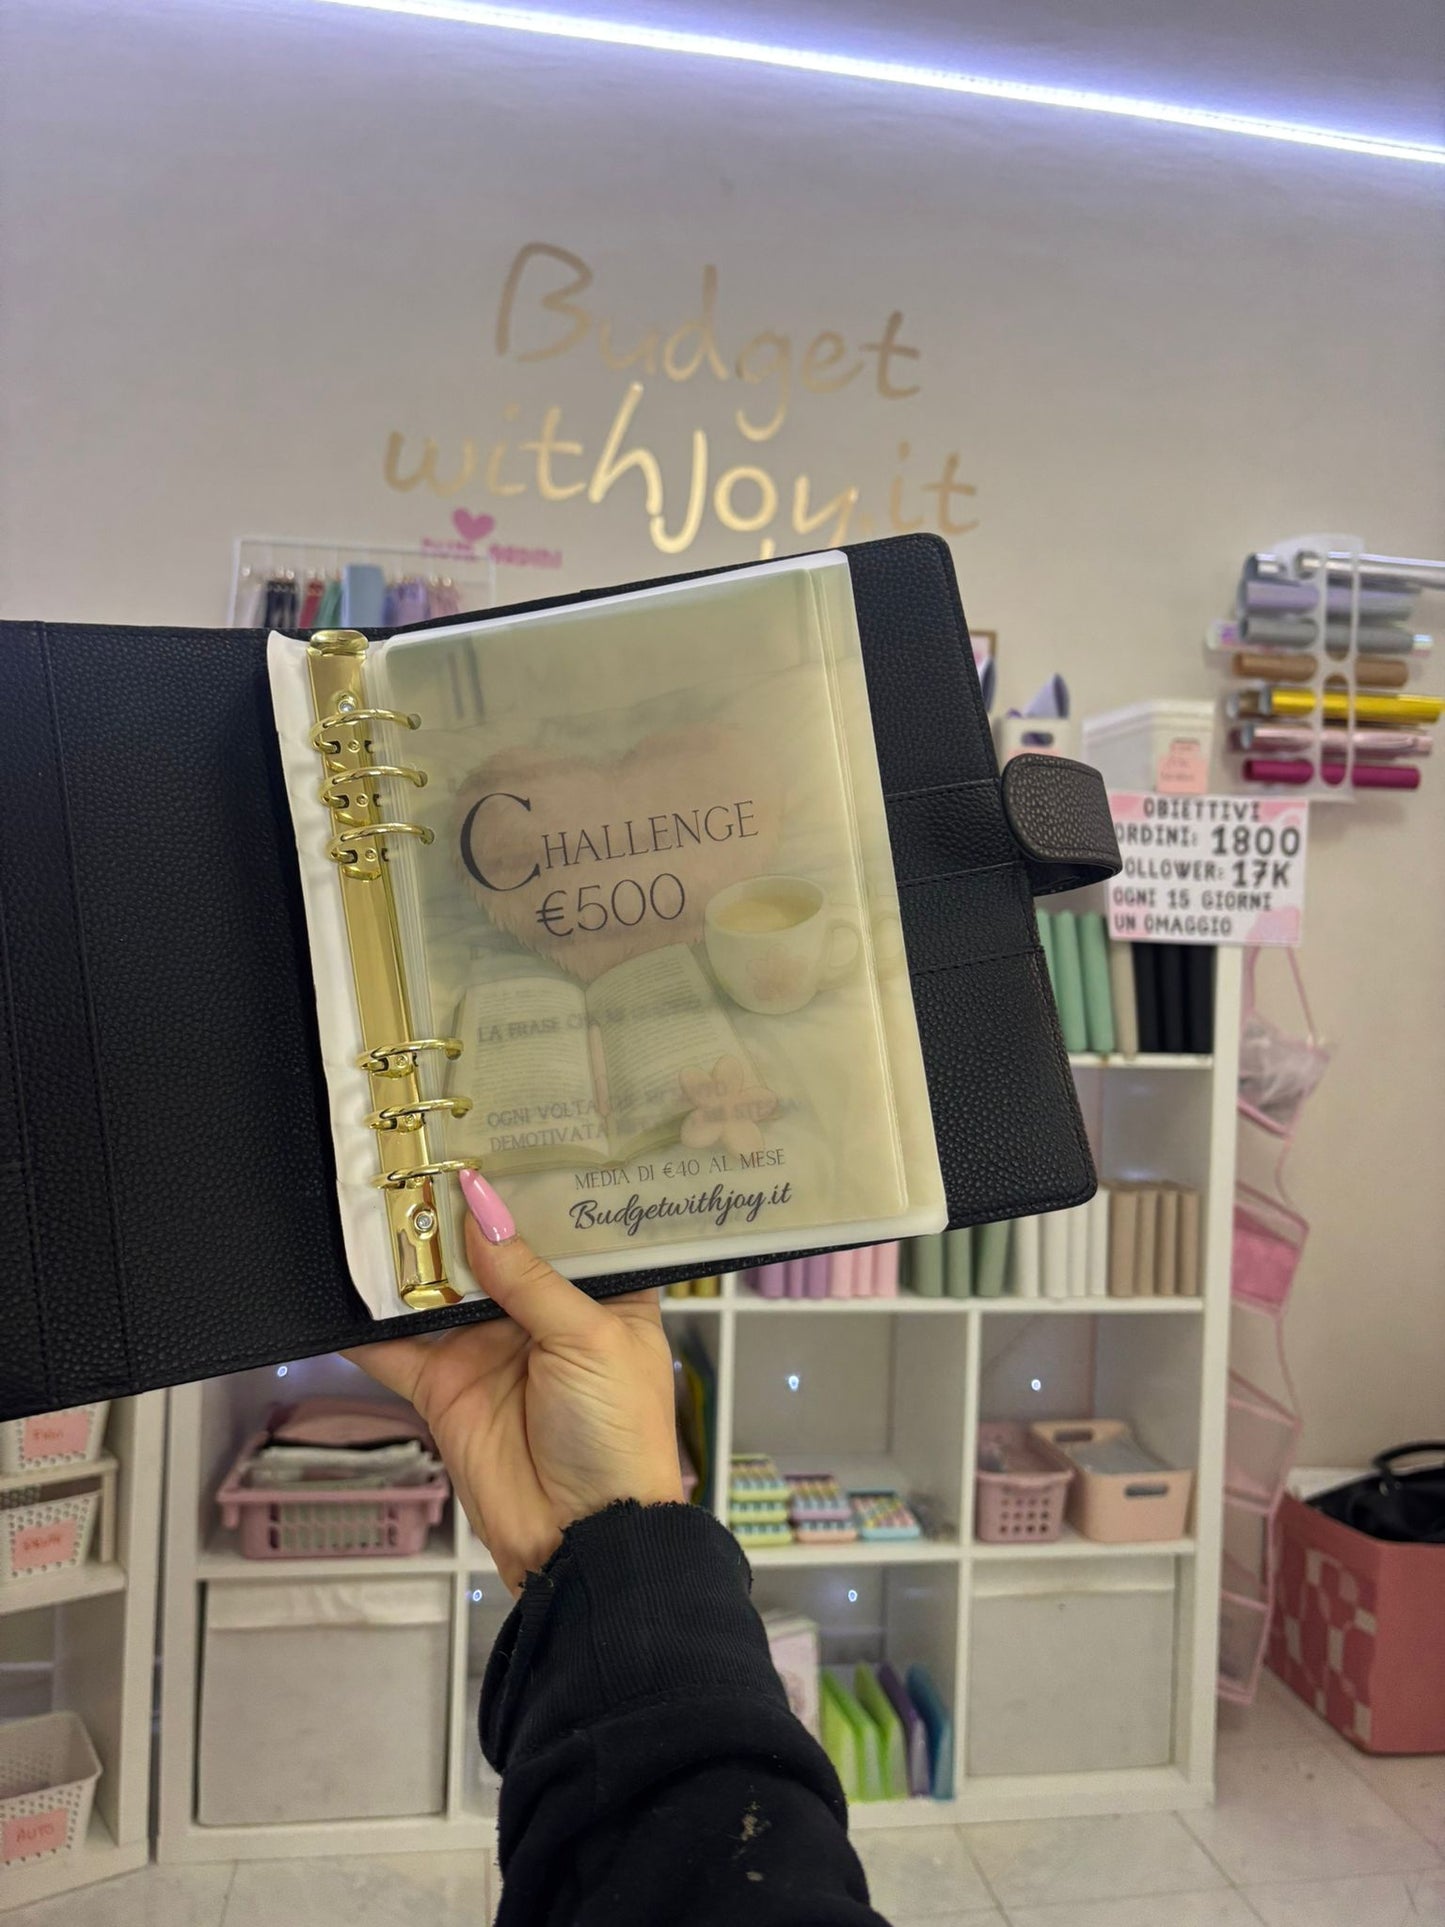 Budget
withJoy.it
CHALLENGE
€500
LA FRASE
OGNI VOLTA
DEMOTIVATA
MEDIA DI €40 AL MESE
Budgetwithjoy.it
OBIETTIVI
ORDINI: 1800
FOLLOWER: 17K
OGNI 15 GIORNI
UN OMAGGIO
AUTO